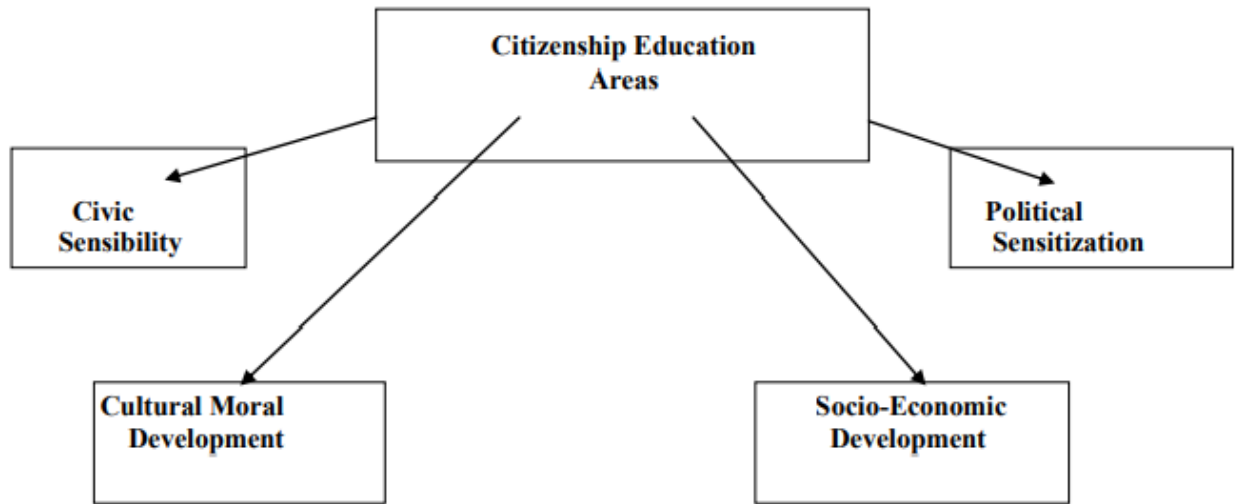 Citizenship Education
Areas
Civic
Sensibility
Political
Sensitization
Cultural Moral
Development
Socio-Economic
Development